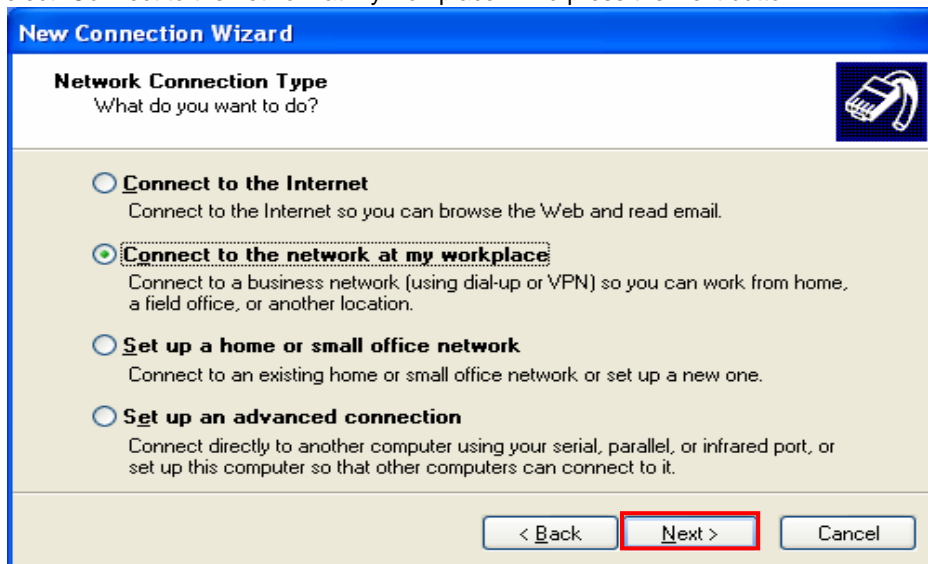 New Connection Wizard
Network Connection Type
What do you want to do?
Connect to the Internet
Connect to the Internet so you can browse the Web and read email.
Connect to the network at my workplace
Connect to a business network (using dial-up or VPN) so you can work from home,
a field office, or another location.
Set up a home or small office network
Connect to an existing home or small office network or set up a new one.
Set up an advanced connection
Connect directly to another computer using your serial, parallel, or infrared port, or
set up this computer so that other computers can connect to it.
< Back Next > Cancel